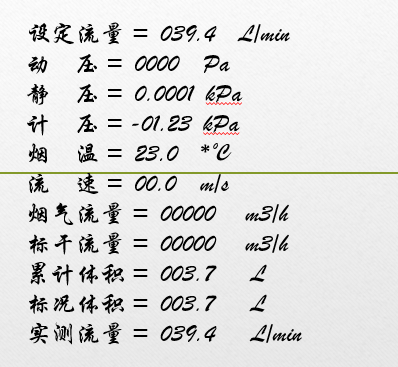 设定流量 = 039.4 L/min
动 压 = 0000 Pa
静 压 = 0.0001 kPa
计 压 = -01.23 kPa
烟 温 = 23.0 *℃
流 速 = 00.0 m/s
烟气流量 = 00000 m3/h
标干流量 = 00000 m3/h
累计体积 = 003.7 L
标况体积 = 003.7 L
实测流量 = 039.4 L/min